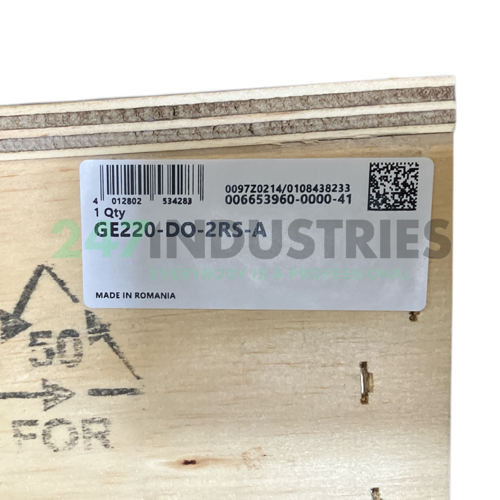 4 012802 534283
0097Z0214/0108438233
006653960-0000-41
1 Qty
GE220-DO-2RS-A
247INDUSTRIES
MADE IN ROMANIA
50
FOR